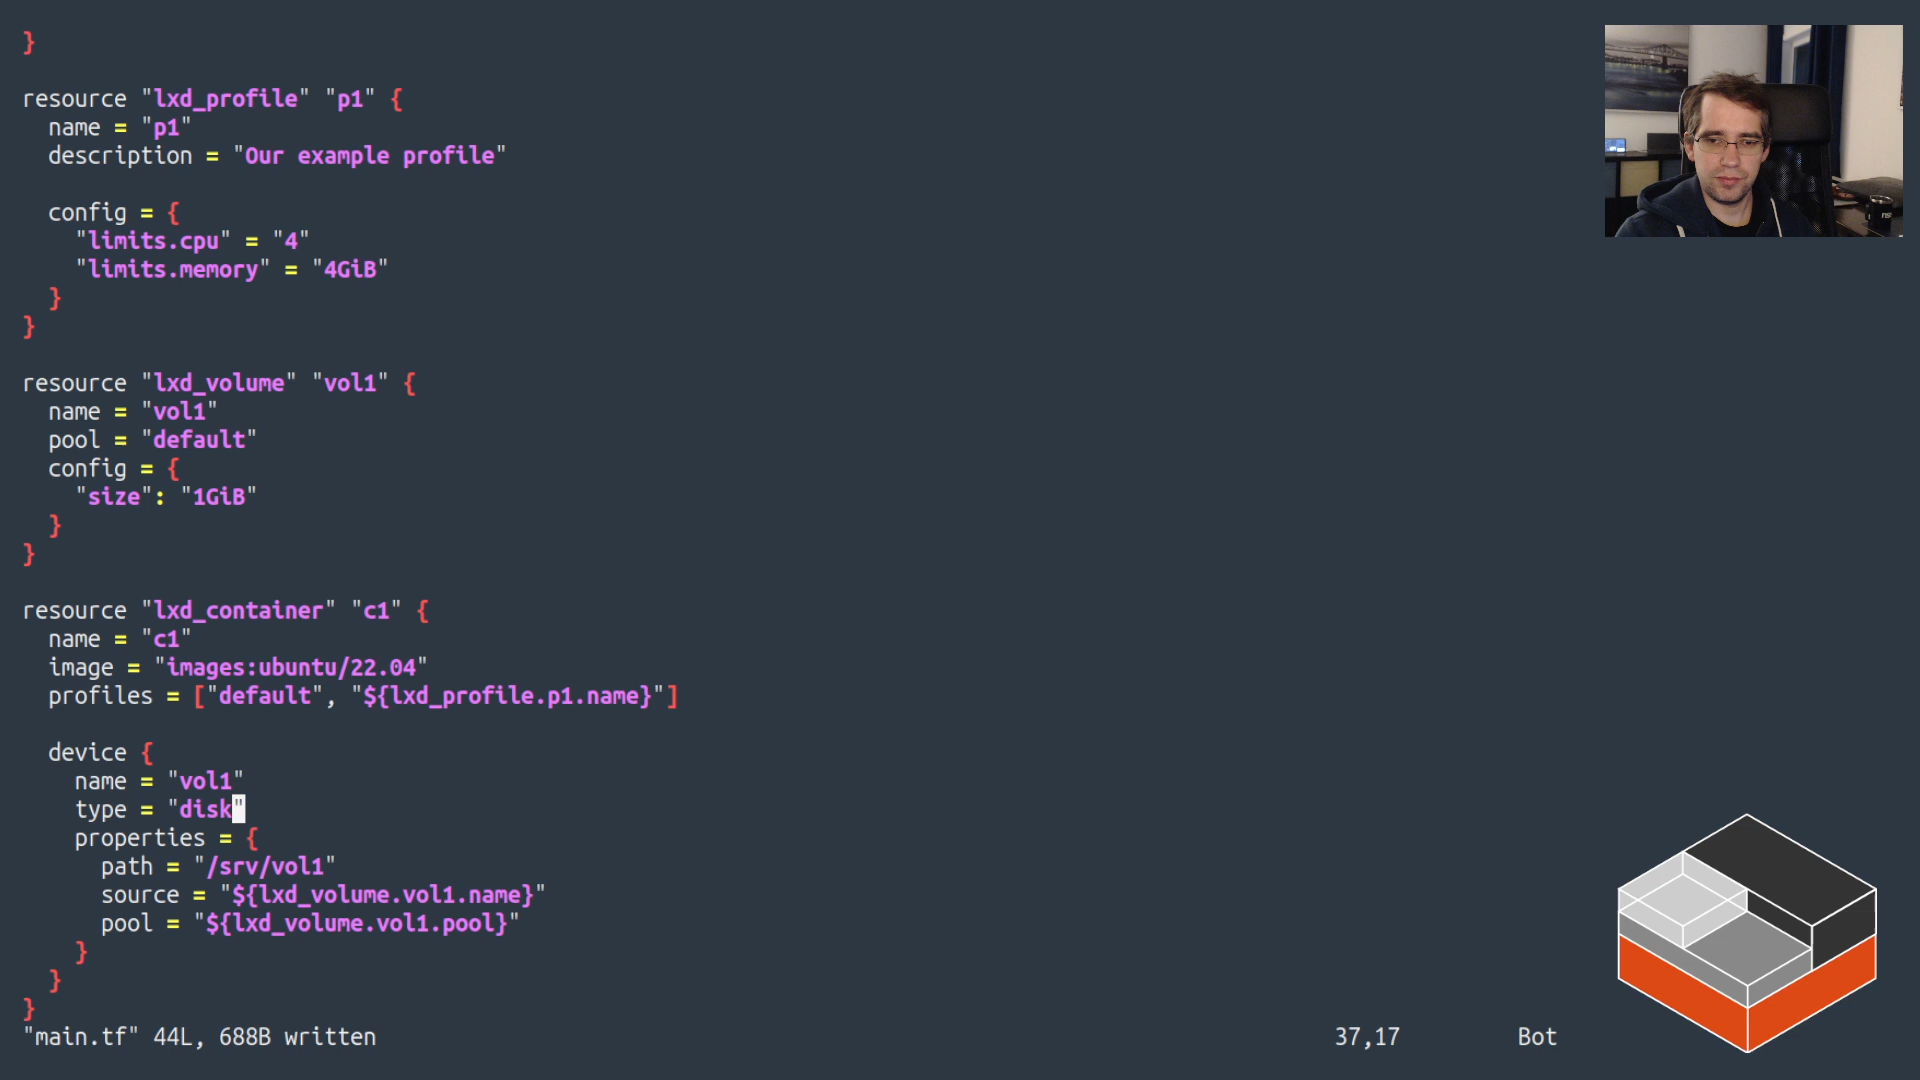 }
resource "lxd_profile" "p1" {
name = "p1"
description = "Our example profile"
config = {
"limits.cpu" = "4"
"limits.memory" = "4GiB"
}
}
resource "lxd_volume" "vol1" {
name = "vol1"
pool = "default"
config = {
"size": "1GiB"
}
}
resource "lxd_container" "c1" {
name = "c1"
image = "images:ubuntu/22.04"
profiles = ["default", "${lxd_profile.p1.name}"]
device {
name = "vol1"
type = "disk"
properties = {
path = "/srv/vol1"
source = "${lxd_volume.vol1.name}"
pool = "${lxd_volume.vol1.pool}"
}
}
}
"main.tf" 44L, 688B written 37,17 Bot